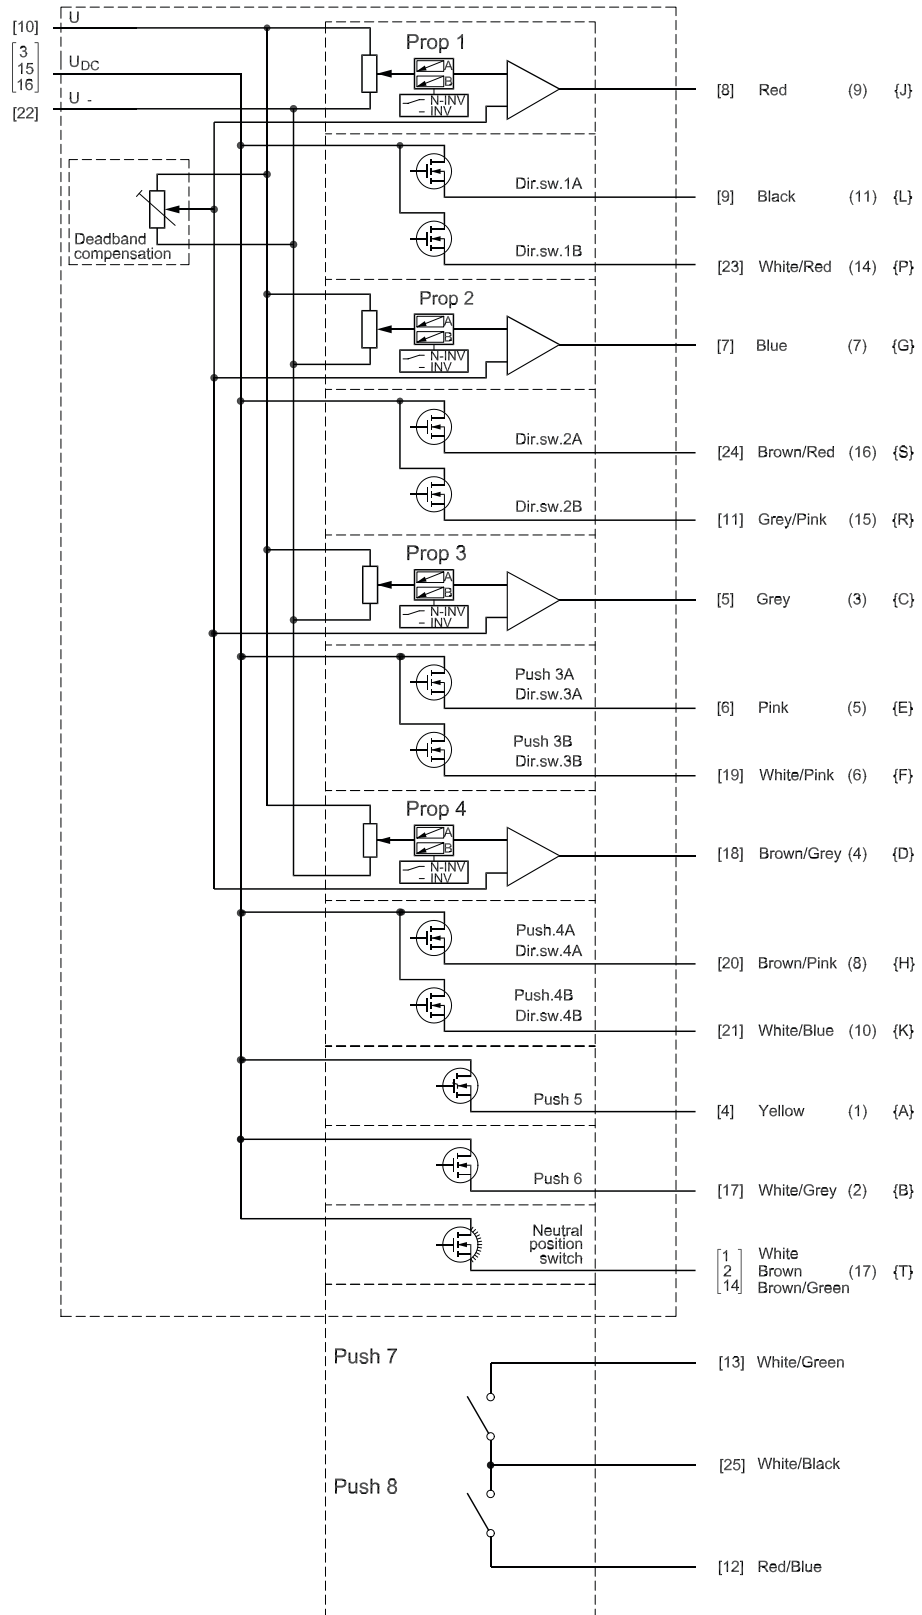 [10] U
3
15
16
U DC
[22] U -
Prop 1
A
B
N-INV
INV
[8] Red (9) {J}
Dir.sw.1A
[9] Black (11) {L}
Deadband
compensation
Dir.sw.1B
[23] White/Red (14) {P}
Prop 2
A
B
N-INV
INV
[7] Blue (7) {G}
Dir.sw.2A
[24] Brown/Red (16) {S}
Dir.sw.2B
[11] Grey/Pink (15) {R}
Prop 3
A
B
N-INV
INV
[5] Grey (3) {C}
Push 3A
Dir.sw.3A
[6] Pink (5) {E}
Push 3B
Dir.sw.3B
[19] White/Pink (6) {F}
Prop 4
A
B
N-INV
INV
[18] Brown/Grey (4) {D}
Push.4A
Dir.sw.4A
[20] Brown/Pink (8) {H}
Push.4B
Dir.sw.4B
[21] White/Blue (10) {K}
Push 5
[4] Yellow (1) {A}
Push 6
[17] White/Grey (2) {B}
Neutral
position
switch
1 White
2 Brown (17) {T}
14 Brown/Green
Push 7
[13] White/Green
[25] White/Black
Push 8
[12] Red/Blue